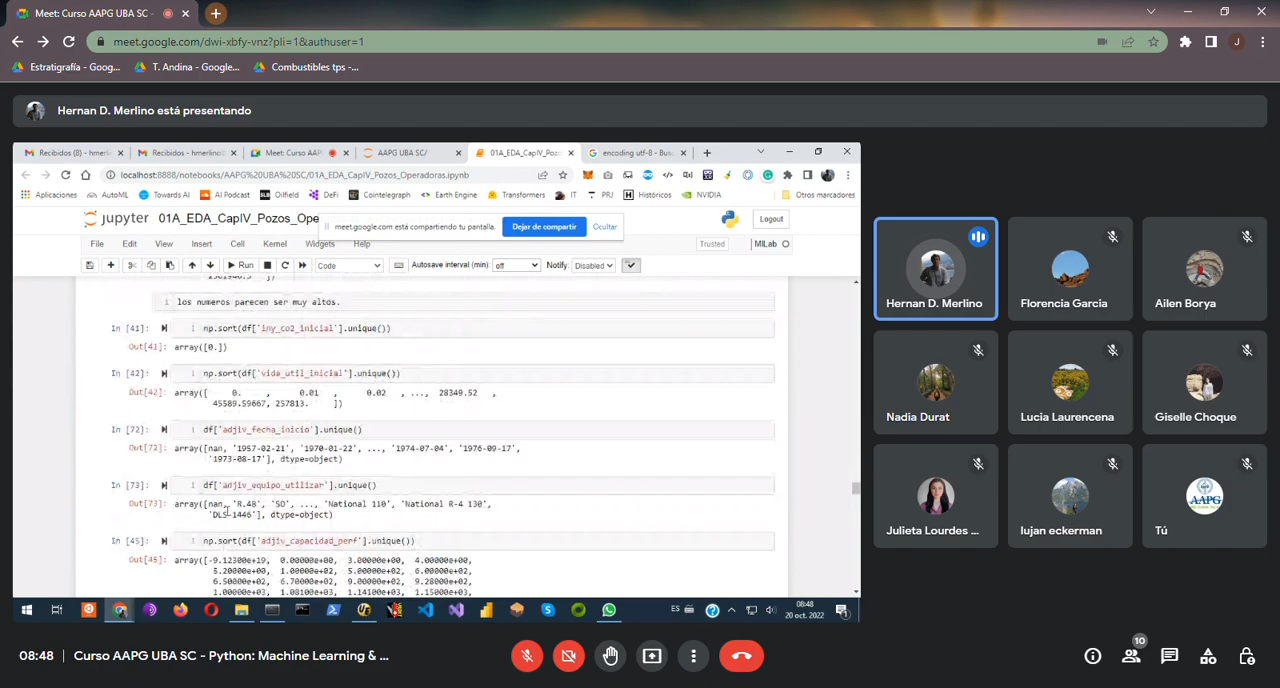 Meet: Curso AAPG UBA SC -
meet.google.com/dwi-xbfy-vnz?pli=1&authuser=1
J
Estratigrafía - Goog...
T. Andina - Google...
Combustibles tps -...
Hernan D. Merlino está presentando
Recibidos (8) - hmerlin
Recibidos - hmerlino@
Meet: Curso AAP
AAPG UBA SC/
01A_EDA_CapIV_Pozos
encoding utf-8 - Bus
localhost:8888/notebooks/AAPG%20UBA%20SC/01A_EDA_CapIV_Pozos_Operadoras.ipynb
Aplicaciones
AutoML
Towards AI
AI Podcast
Oilfield
DeFi
Cointelegraph
Earth Engine
Transformers
IT
PRJ
Históricos
NVIDIA
Otros marcadores
jupyter 01A_EDA_CapIV_Pozos_Ope
meet.google.com está compartiendo tu pantalla.
Dejar de compartir
Ocultar
Logout
File Edit View Insert Cell Kernel Widgets Help
Trusted
MlLab
Run
Code
Autosave interval (min):
off
Notify:
Disabled
1 los numeros parecen ser muy altos.
In [41]: 1 np.sort(df['iny_co2_inicial'].unique())
Out[41]: array([0.])
In [42]: 1 np.sort(df['vida_util_inicial'].unique())
Out[42]: array([ 0. , 0.01 , 0.02 , ..., 28349.52 ,
45589.59667, 257813. ])
In [72]: 1 df['adjiv_fecha_inicio'].unique()
Out[72]: array([nan, '1957-02-21', '1970-01-22', ..., '1974-07-04', '1976-09-17',
'1973-08-17'], dtype=object)
In [73]: 1 df['adjiv_equipo_utilizar'].unique()
Out[73]: array([nan, 'R.48', 'SO', ..., 'National 110', 'National R-4 130',
'DLS-1446'], dtype=object)
In [45]: 1 np.sort(df['adjiv_capacidad_perf'].unique())
Out[45]: array([-9.12300e+19, 0.00000e+00, 3.00000e+00, 4.00000e+00,
5.20000e+00, 1.00000e+02, 5.00000e+02, 6.00000e+02,
6.50000e+02, 6.70000e+02, 9.00000e+02, 9.28000e+02,
1.00000e+03, 1.08100e+03, 1.14100e+03, 1.15000e+03,
ES
08:48
20 oct. 2022
Hernan D. Merlino
Florencia Garcia
Ailen Borya
Nadia Durat
Lucia Laurencena
Giselle Choque
Julieta Lourdes ...
lujan eckerman
AAPG
Tú
08:48 | Curso AAPG UBA SC - Python: Machine Learning & ...
10